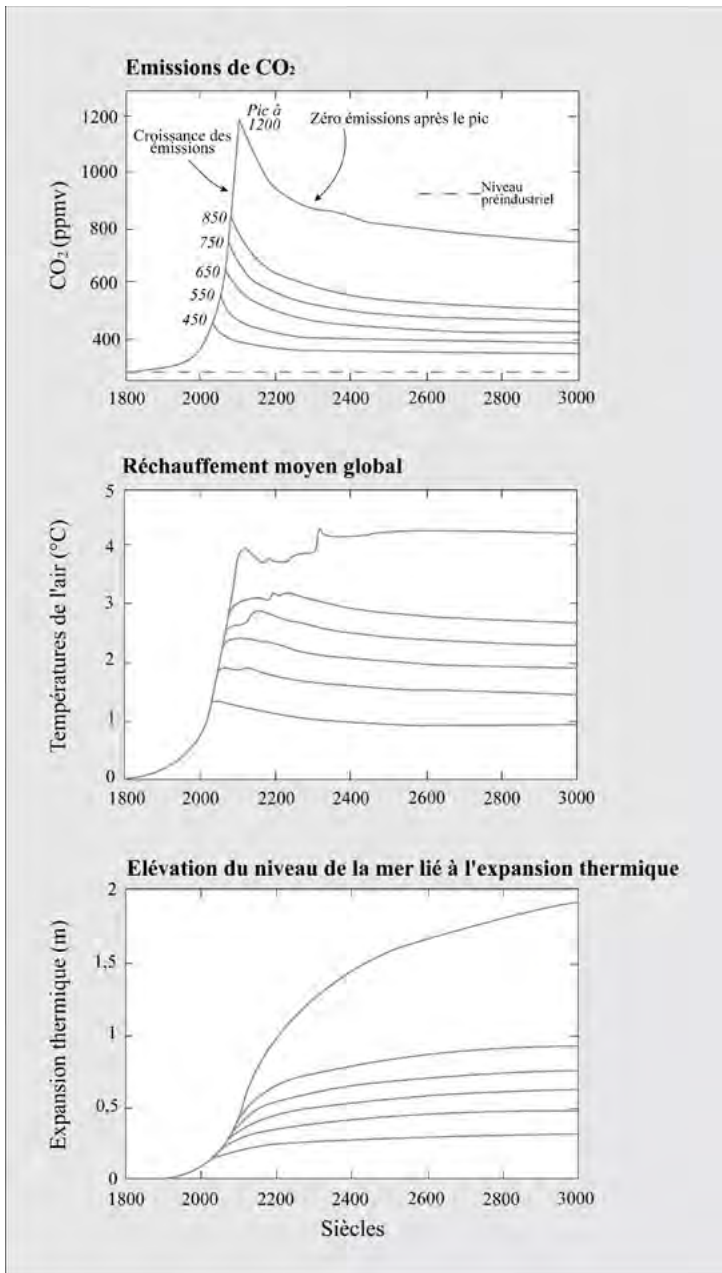 Emissions de CO₂
1200
1000
800
600
400
CO₂ (ppmv)
Pic à
1200
Croissance des
émissions
Zéro émissions après le pic
Niveau
préindustriel
850
750
650
550
450
1800 2000 2200 2400 2600 2800 3000
Réchauffement moyen global
5
4
3
2
1
0
Températures de l'air (°C)
1800 2000 2200 2400 2600 2800 3000
Elévation du niveau de la mer lié à l'expansion thermique
2
1,5
1
0,5
0
Expansion thermique (m)
1800 2000 2200 2400 2600 2800 3000
Siècles